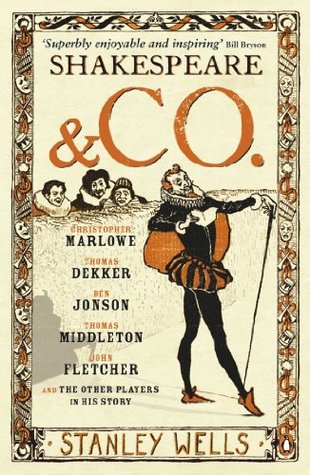 ‘Superbly enjoyable and inspiring’ Bill Bryson
SHAKESPEARE
&CO.
CHRISTOPHER
MARLOWE
THOMAS
DEKKER
BEN
JONSON
THOMAS
MIDDLETON
JOHN
FLETCHER
AND THE OTHER PLAYERS
IN HIS STORY
STANLEY WELLS